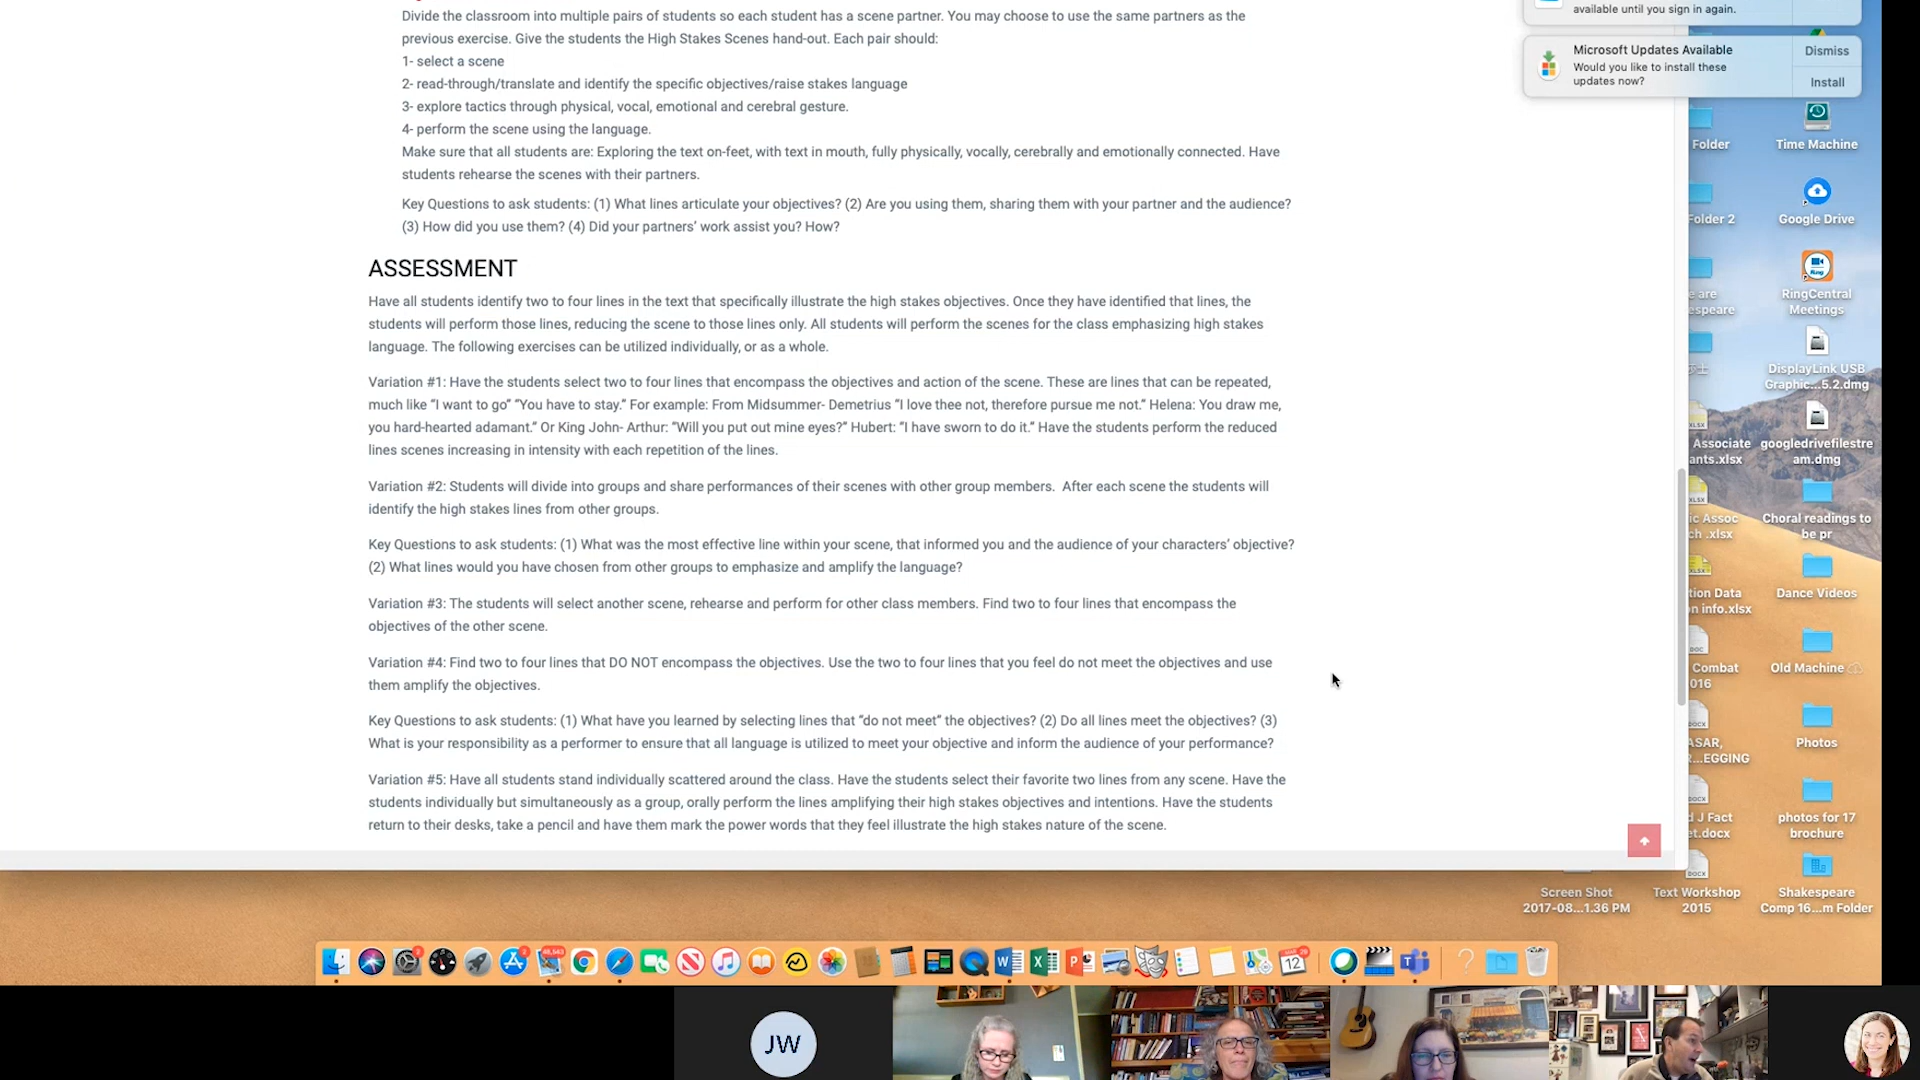 Divide the classroom into multiple pairs of students so each student has a scene partner. You may choose to use the same partners as the
previous exercise. Give the students the High Stakes Scenes hand-out. Each pair should:
1- select a scene
2- read-through/translate and identify the specific objectives/raise stakes language
3- explore tactics through physical, vocal, emotional and cerebral gesture.
4- perform the scene using the language.
Make sure that all students are: Exploring the text on-feet, with text in mouth, fully physically, vocally, cerebrally and emotionally connected. Have
students rehearse the scenes with their partners.
Key Questions to ask students: (1) What lines articulate your objectives? (2) Are you using them, sharing them with your partner and the audience?
(3) How did you use them? (4) Did your partners’ work assist you? How?
ASSESSMENT
Have all students identify two to four lines in the text that specifically illustrate the high stakes objectives. Once they have identified that lines, the
students will perform those lines, reducing the scene to those lines only. All students will perform the scenes for the class emphasizing high stakes
language. The following exercises can be utilized individually, or as a whole.
Variation #1: Have the students select two to four lines that encompass the objectives and action of the scene. These are lines that can be repeated,
much like “I want to go” “You have to stay.” For example: From Midsummer- Demetrius “I love thee not, therefore pursue me not.” Helena: You draw me,
you hard-hearted adamant.” Or King John- Arthur: “Will you put out mine eyes?” Hubert: “I have sworn to do it.” Have the students perform the reduced
lines scenes increasing in intensity with each repetition of the lines.
Variation #2: Students will divide into groups and share performances of their scenes with other group members.  After each scene the students will
identify the high stakes lines from other groups.
Key Questions to ask students: (1) What was the most effective line within your scene, that informed you and the audience of your characters’ objective?
(2) What lines would you have chosen from other groups to emphasize and amplify the language?
Variation #3: The students will select another scene, rehearse and perform for other class members. Find two to four lines that encompass the
objectives of the other scene.
Variation #4: Find two to four lines that DO NOT encompass the objectives. Use the two to four lines that you feel do not meet the objectives and use
them amplify the objectives.
Key Questions to ask students: (1) What have you learned by selecting lines that “do not meet” the objectives? (2) Do all lines meet the objectives? (3)
What is your responsibility as a performer to ensure that all language is utilized to meet your objective and inform the audience of your performance?
Variation #5: Have all students stand individually scattered around the class. Have the students select their favorite two lines from any scene. Have the
students individually but simultaneously as a group, orally perform the lines amplifying their high stakes objectives and intentions. Have the students
return to their desks, take a pencil and have them mark the power words that they feel illustrate the high stakes nature of the scene.
available until you sign in again.
Microsoft Updates Available
Would you like to install these
updates now?
Dismiss
Install
Folder
Time Machine
Folder 2
Google Drive
e are
espeare
RingCentral
Meetings
DisplayLink USB
Graphic...5.2.dmg
Associate
ants.xlsx
googledrivefilestre
am.dmg
ic Assoc
ch .xlsx
Choral readings to
be pr
tion Data
n info.xlsx
Dance Videos
Combat
016
Old Machine
ASAR,
R...EGGING
Photos
d J Fact
et.docx
photos for 17
brochure
Screen Shot
2017-08...1.36 PM
Text Workshop
2015
Shakespeare
Comp 16...m Folder
12
JW